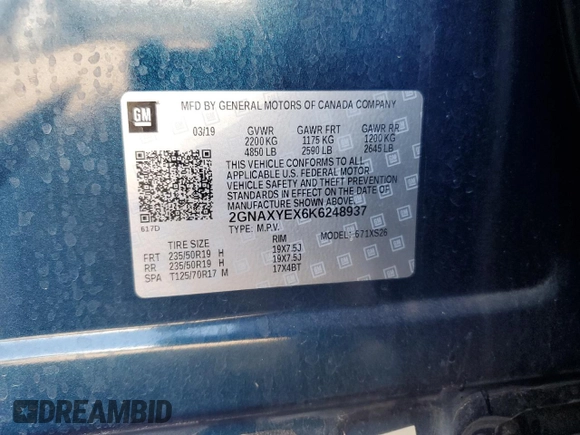 GM
MFD BY GENERAL MOTORS OF CANADA COMPANY
03/19 GVWR GAWR FRT GAWR RR
2200 KG 1175 KG 1200 KG
4850 LB 2590 LB 2645 LB
THIS VEHICLE CONFORMS TO ALL
APPLICABLE U.S. FEDERAL MOTOR
VEHICLE SAFETY AND THEFT PREVENTION
STANDARDS IN EFFECT ON THE DATE OF
MANUFACTURE SHOWN ABOVE.
2GNAXYEX6K6248937
617D TYPE: M.P.V. MODEL: 671XS26
TIRE SIZE RIM
FRT 235/50R19 H 19X7.5J
RR 235/50R19 H 19X7.5J
SPA T125/70R17 M 17X4BT
DREAMBID